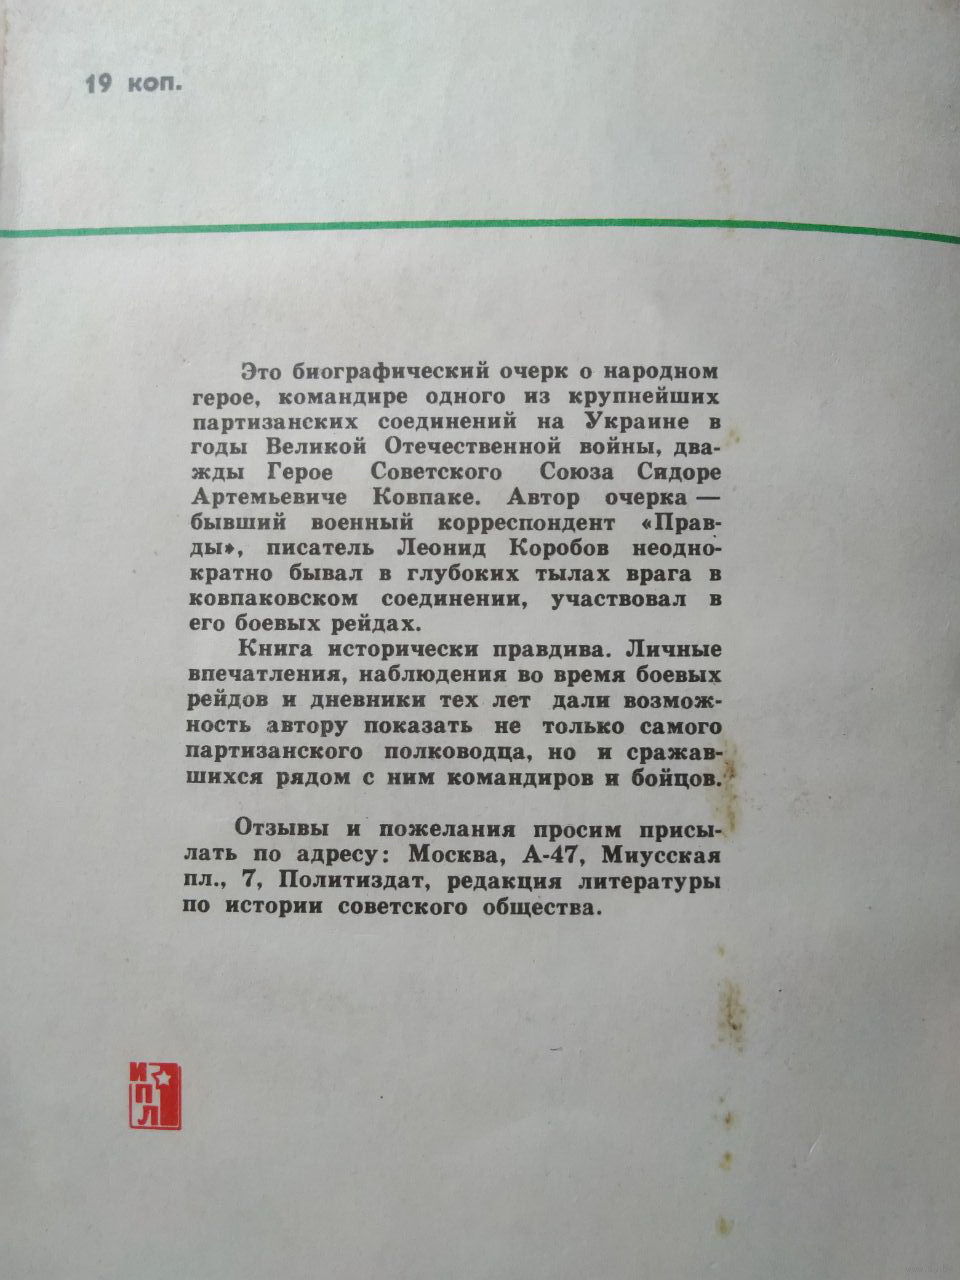 19 коп.
Это биографический очерк о народном
герое, командире одного из крупнейших
партизанских соединений на Украине в
годы Великой Отечественной войны, два-
жды Герое Советского Союза Сидоре
Артемьевиче Ковпаке. Автор очерка —
бывший военный корреспондент «Прав-
ды», писатель Леонид Коробов неодно-
кратно бывал в глубоких тылах врага в
ковпаковском соединении, участвовал в
его боевых рейдах.
Книга исторически правдива. Личные
впечатления, наблюдения во время боевых
рейдов и дневники тех лет дали возмож-
ность автору показать не только самого
партизанского полководца, но и сражав-
шихся рядом с ним командиров и бойцов.
Отзывы и пожелания просим присы-
лать по адресу: Москва, А-47, Миусская
пл., 7, Политиздат, редакция литературы
по истории советского общества.
И
П
Л